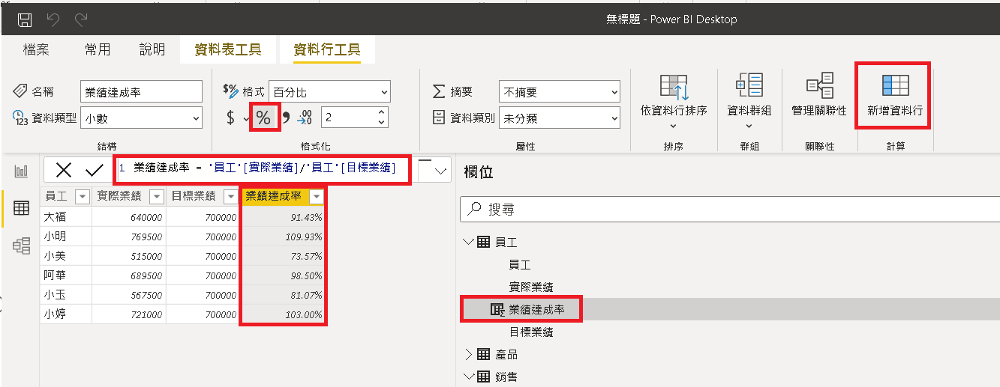 無標題 - Power BI Desktop
檔案 常用 說明 資料表工具 資料行工具
名稱 業績達成率 $% 格式 百分比 Σ 摘要 不摘要
123 資料類型 小數 $ % , .00 →.0 2 資料類別 未分類
依資料行排序 資料群組 管理關聯性 新增資料行
結構 格式化 屬性 排序 群組 關聯性 計算
1 業績達成率 = '員工'[實際業績]/'員工'[目標業績]
欄位
員工 實際業績 目標業績 業績達成率
搜尋
大福 640000 700000 91.43%
小明 769500 700000 109.93%
小美 515000 700000 73.57%
阿華 689500 700000 98.50%
小玉 567500 700000 81.07%
小婷 721000 700000 103.00%
員工
員工
實際業績
業績達成率
目標業績
產品
銷售